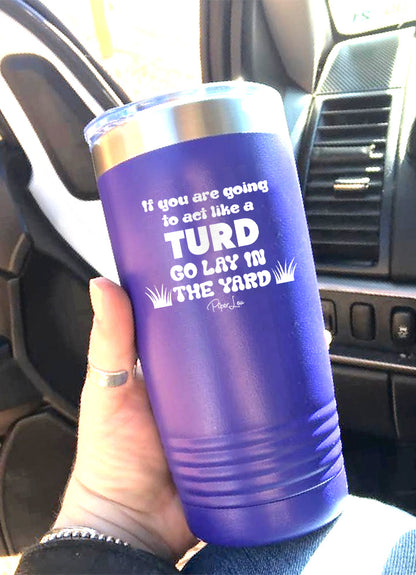 If you are going
to act like a
TURD
GO LAY IN
THE YARD
Piper Lou